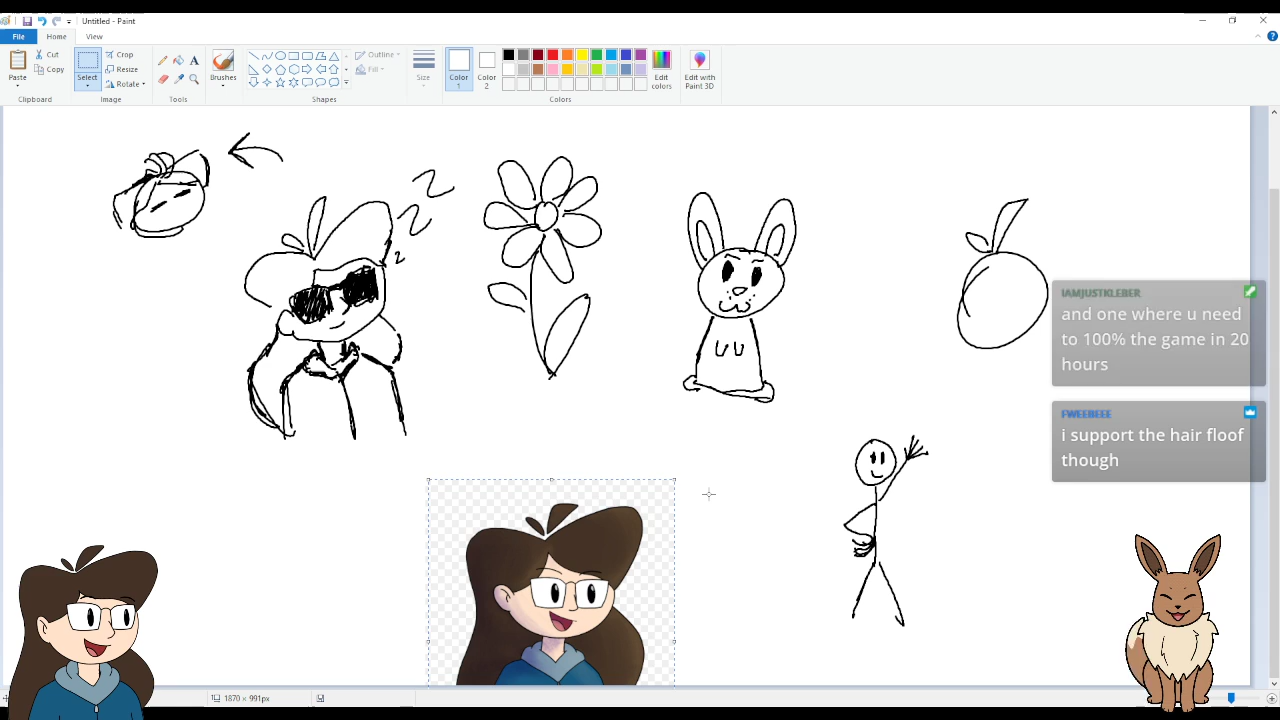 Untitled - Paint
File
Home
View
Paste
Cut
Copy
Clipboard
Select
Crop
Resize
Rotate
Image
A
Tools
Brushes
Outline
Fill
Shapes
Size
Color
1
Color
2
Edit
colors
Colors
Edit with
Paint 3D
z
z
z
IAMJUSTKLEBER
and one where u need
to 100% the game in 20
hours
FWEEBEEE
i support the hair floof
though
1870 × 991px